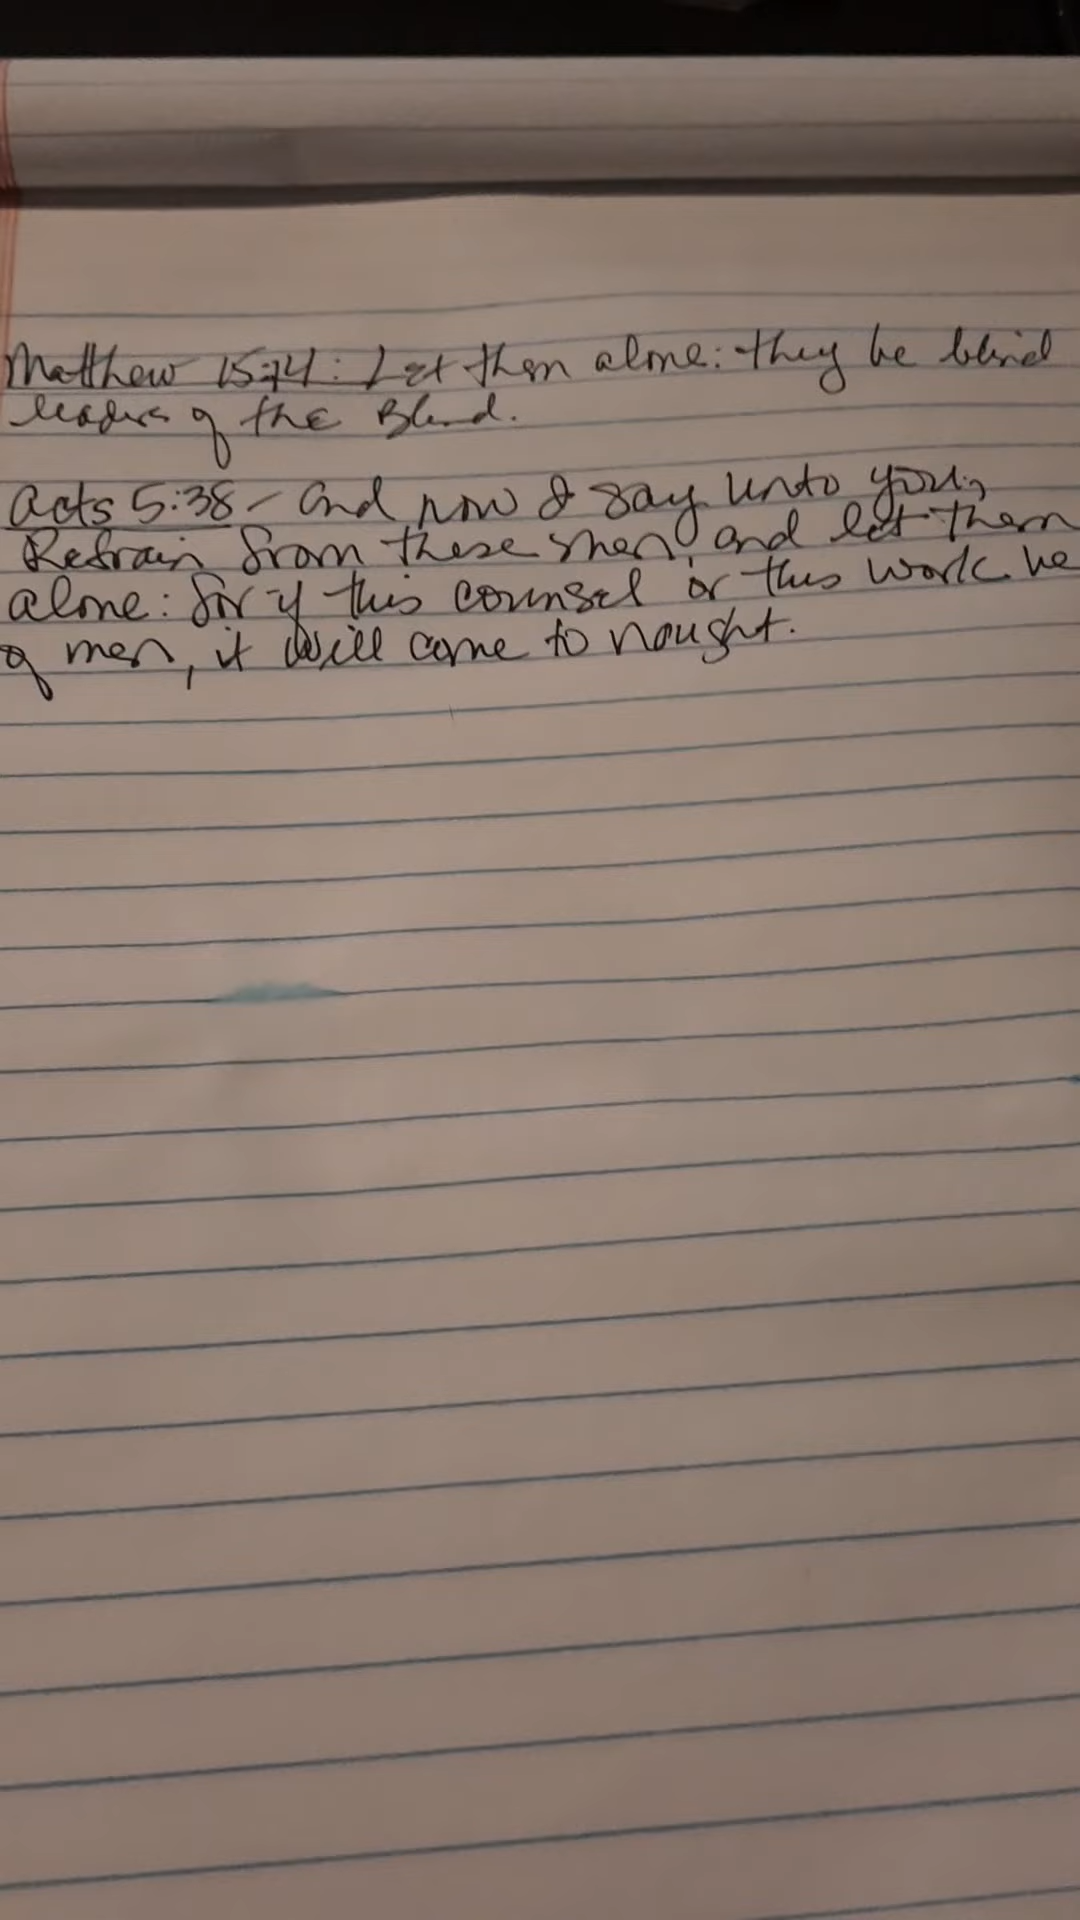 Matthew 15:14: Let them alone: they be blind
leaders of the Blind.
Acts 5:38 - And now I say unto you,
Refrain from these men, and let them
alone: for if this counsel or this work be
of men, it will come to nought.